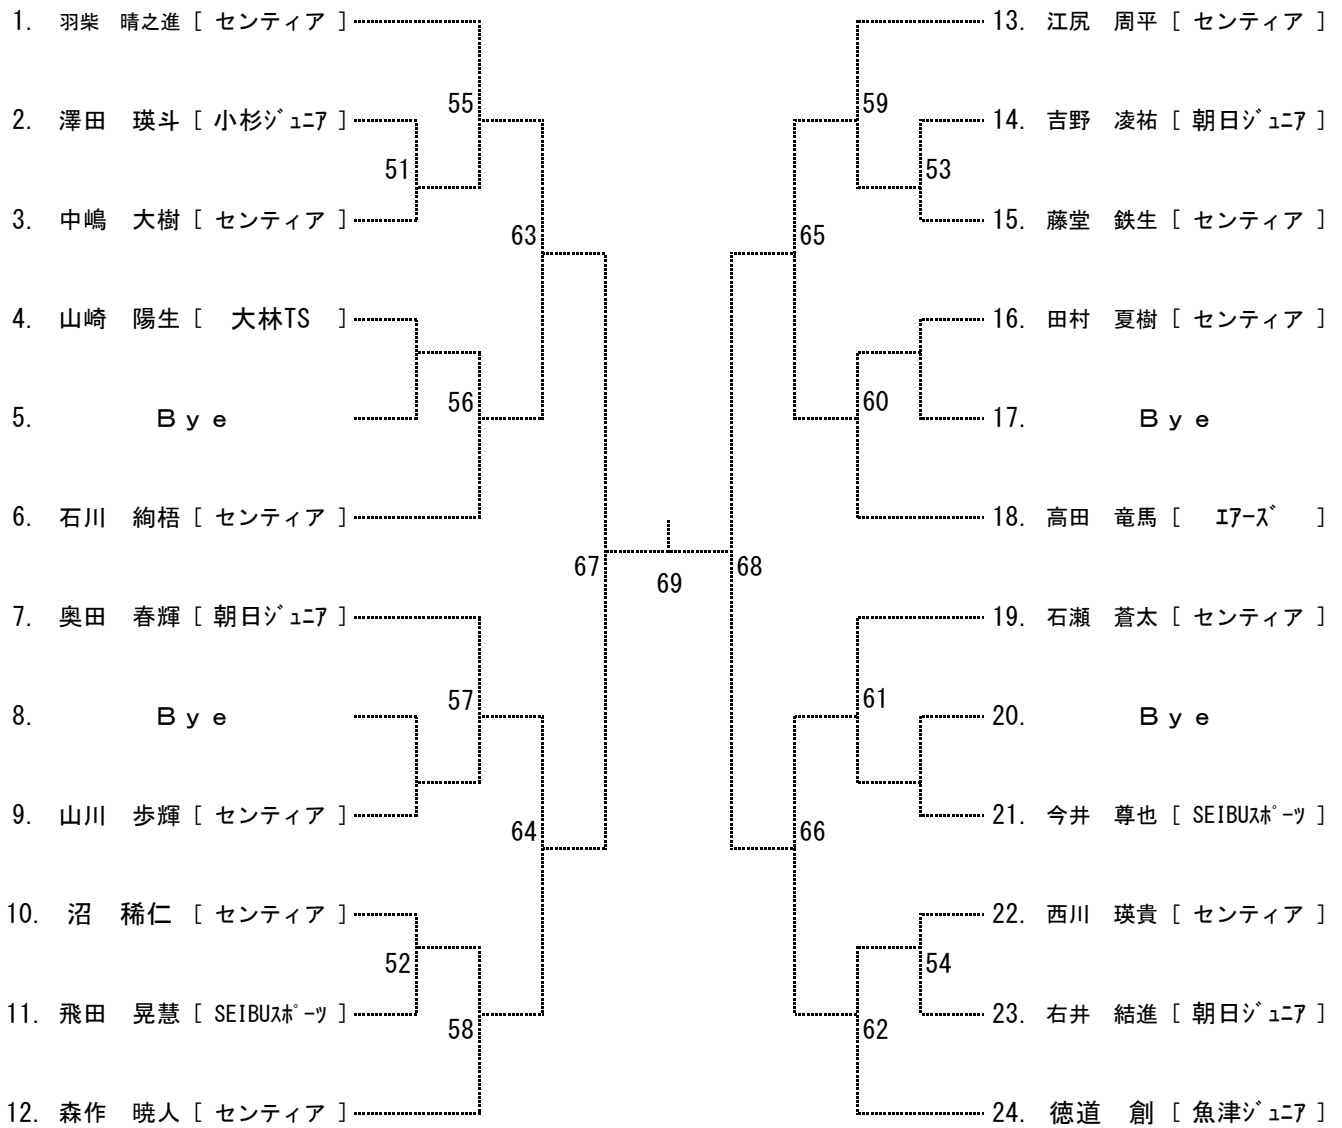 1. 羽柴 晴之進 [ センティア ]
2. 澤田 瑛斗 [ 小杉ｼﾞｭﾆｱ ]
3. 中嶋 大樹 [ センティア ]
4. 山崎 陽生 [ 大林TS ]
5. Ｂｙｅ
6. 石川 絢梧 [ センティア ]
7. 奥田 春輝 [ 朝日ｼﾞｭﾆｱ ]
8. Ｂｙｅ
9. 山川 歩輝 [ センティア ]
10. 沼 稀仁 [ センティア ]
11. 飛田 晃慧 [ SEIBUｽﾎﾟｰﾂ ]
12. 森作 暁人 [ センティア ]
51
52
55
56
57
58
63
64
67
69
68
65
66
59
60
61
62
53
54
13. 江尻 周平 [ センティア ]
14. 吉野 凌祐 [ 朝日ｼﾞｭﾆｱ ]
15. 藤堂 鉄生 [ センティア ]
16. 田村 夏樹 [ センティア ]
17. Ｂｙｅ
18. 高田 竜馬 [ ｴｱｰｽﾞ ]
19. 石瀬 蒼太 [ センティア ]
20. Ｂｙｅ
21. 今井 尊也 [ SEIBUｽﾎﾟｰﾂ ]
22. 西川 瑛貴 [ センティア ]
23. 右井 結進 [ 朝日ｼﾞｭﾆｱ ]
24. 徳道 創 [ 魚津ｼﾞｭﾆｱ ]